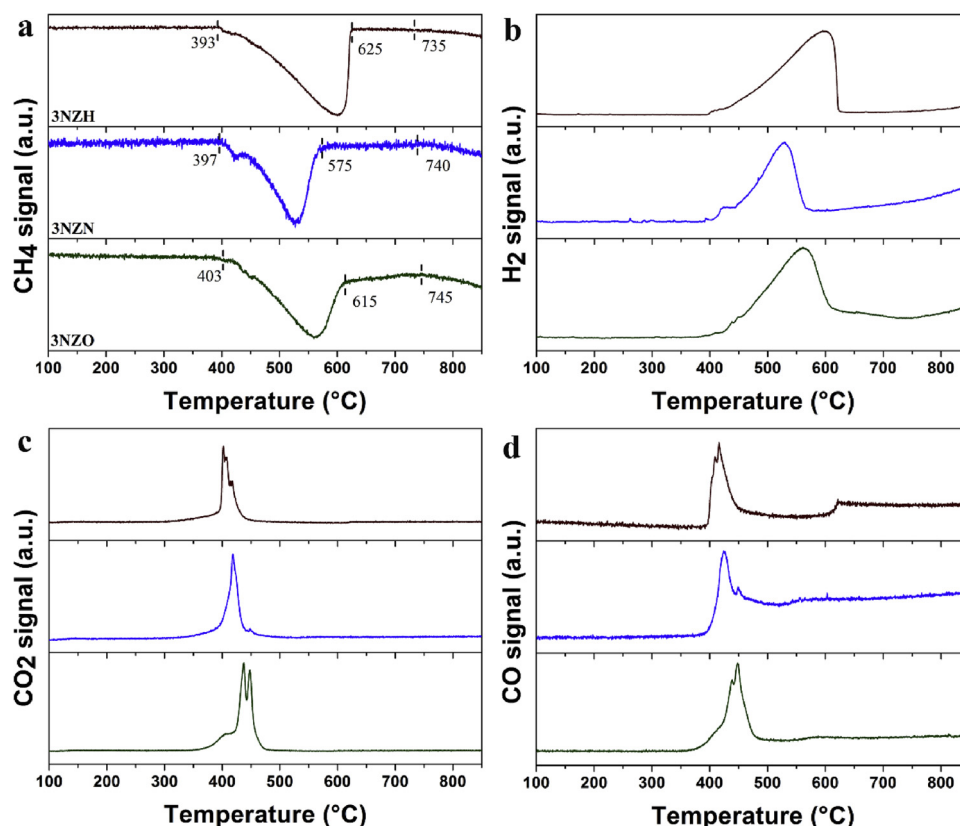 a
CH4 signal (a.u.)
393
625
735
3NZH
397
575
740
3NZN
403
615
745
3NZO
100 200 300 400 500 600 700 800
Temperature (°C)
b
H2 signal (a.u.)
100 200 300 400 500 600 700 800
Temperature (°C)
c
CO2 signal (a.u.)
100 200 300 400 500 600 700 800
Temperature (°C)
d
CO signal (a.u.)
100 200 300 400 500 600 700 800
Temperature (°C)